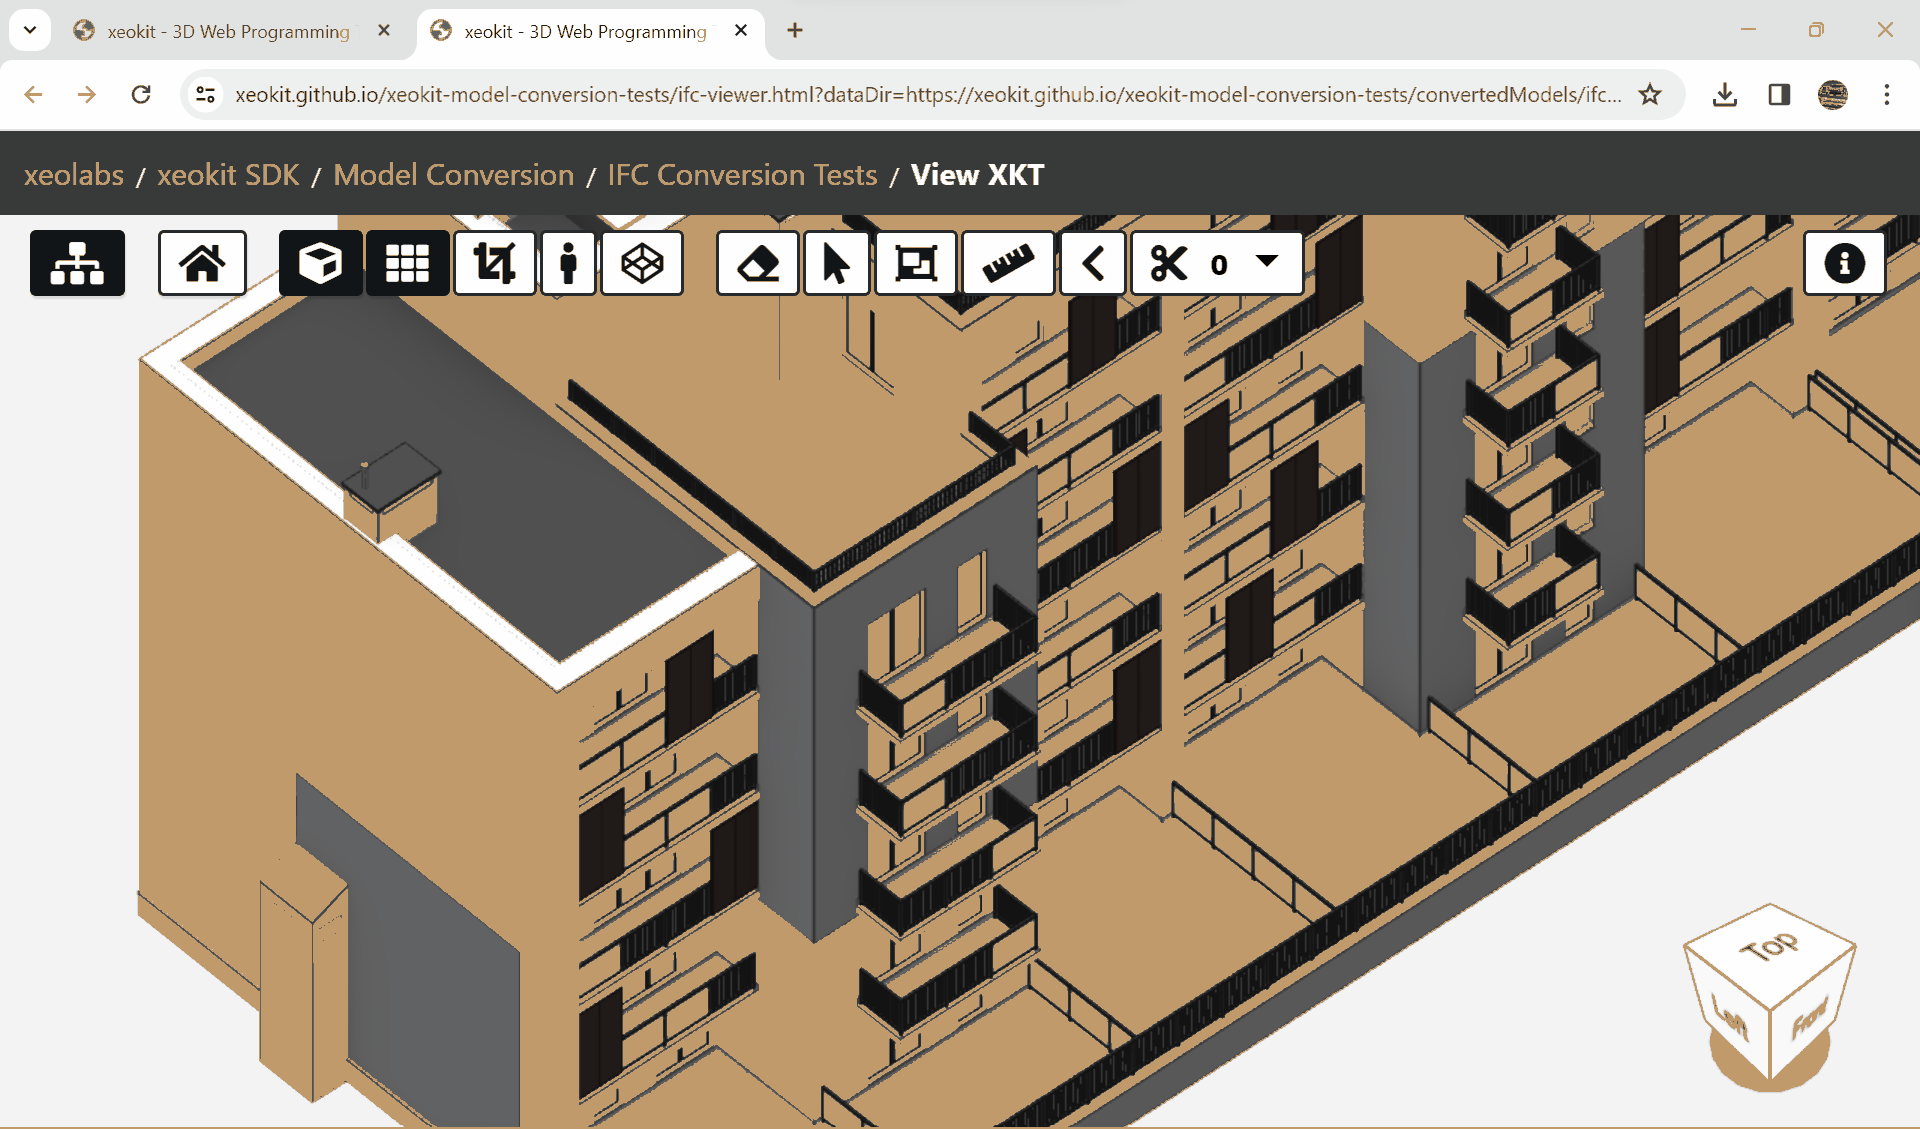 xeokit - 3D Web Programming
xeokit - 3D Web Programming
xeokit.github.io/xeokit-model-conversion-tests/ifc-viewer.html?dataDir=https://xeokit.github.io/xeokit-model-conversion-tests/convertedModels/ifc...
xeolabs / xeokit SDK / Model Conversion / IFC Conversion Tests / View XKT
0
Top
Left
Front